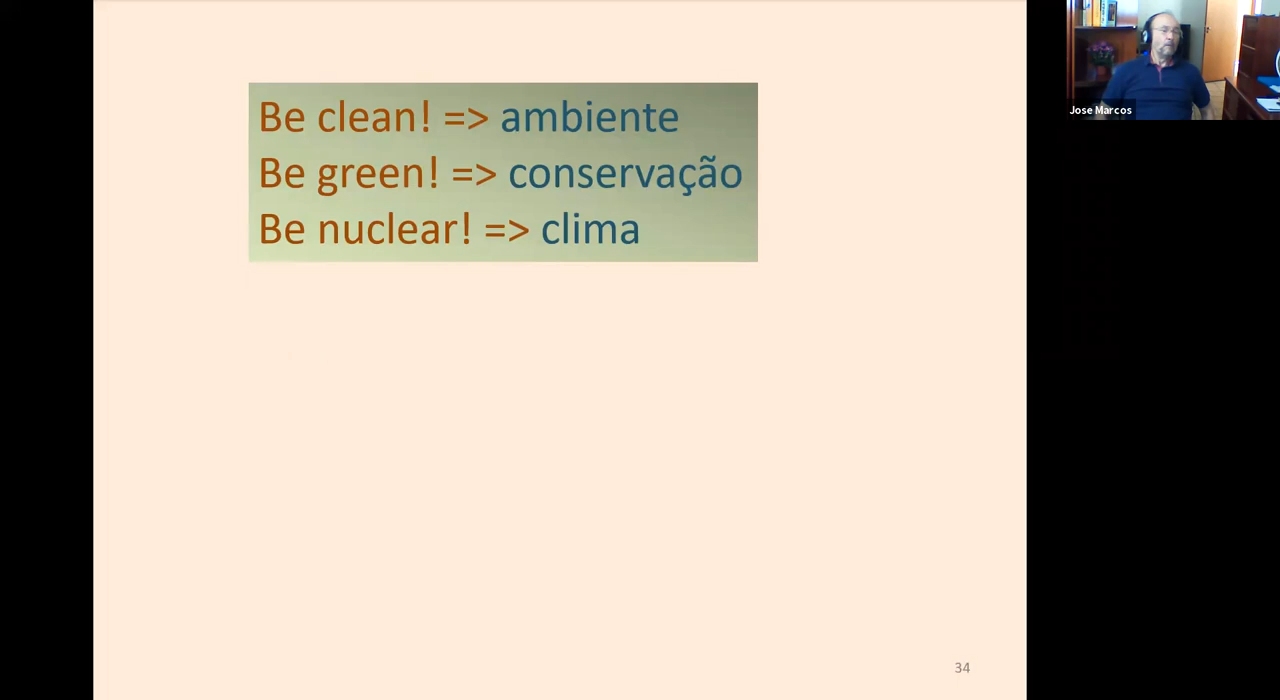 Be clean! => ambiente
Be green! => conservação
Be nuclear! => clima
Jose Marcos
34